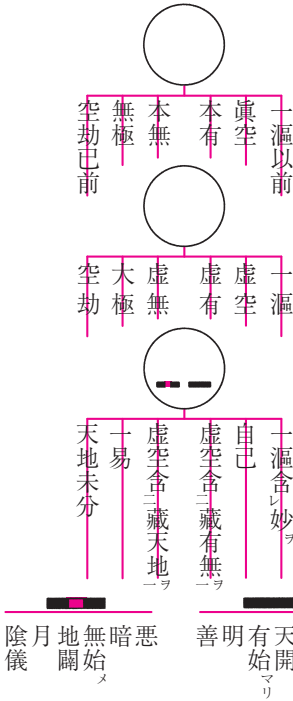 一漚以前
眞空
本有
本無
無極
空劫已前
一漚
虚空
虚有
虚無
大極
空劫
一漚含レ妙ヲ
自己
虚空含二藏有無一ヲ
虚空含二藏天地一ヲ
一易
天地未分
天開
有始マリ
明
善
悪
暗
無始メ
地闢
月
陰儀